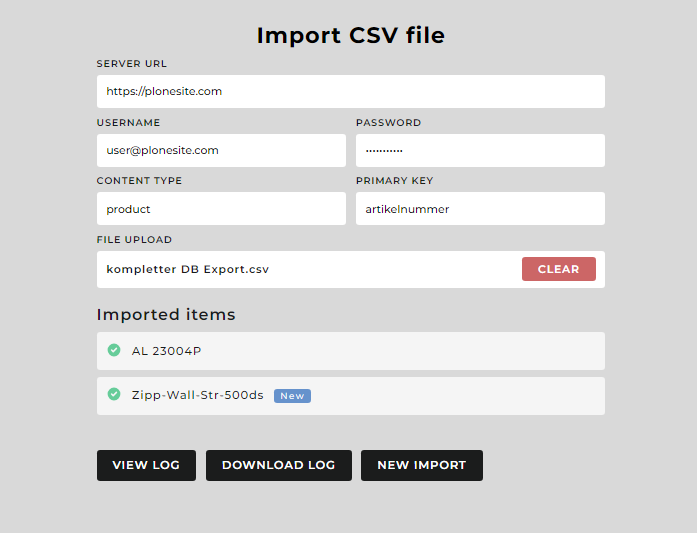 Import CSV file
SERVER URL
https://plonesite.com
USERNAME PASSWORD
user@plonesite.com ···········
CONTENT TYPE PRIMARY KEY
product artikelnummer
FILE UPLOAD
kompletter DB Export.csv CLEAR
Imported items
AL 23004P
Zipp-Wall-Str-500ds New
VIEW LOG DOWNLOAD LOG NEW IMPORT